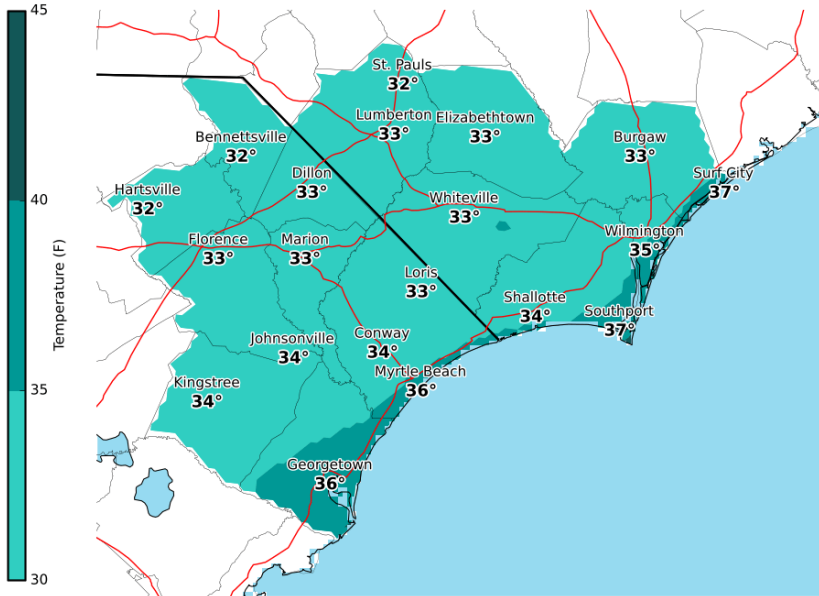 45
40
35
30
Temperature (F)
St. Pauls
32°
Lumberton
33°
Elizabethtown
33°
Bennettsville
32°
Burgaw
33°
Dillon
33°
Surf City
37°
Hartsville
32°
Whiteville
33°
Florence
33°
Marion
33°
Wilmington
35°
Loris
33°
Shallotte
34°
Southport
37°
Johnsonville
34°
Conway
34°
Myrtle Beach
36°
Kingstree
34°
Georgetown
36°